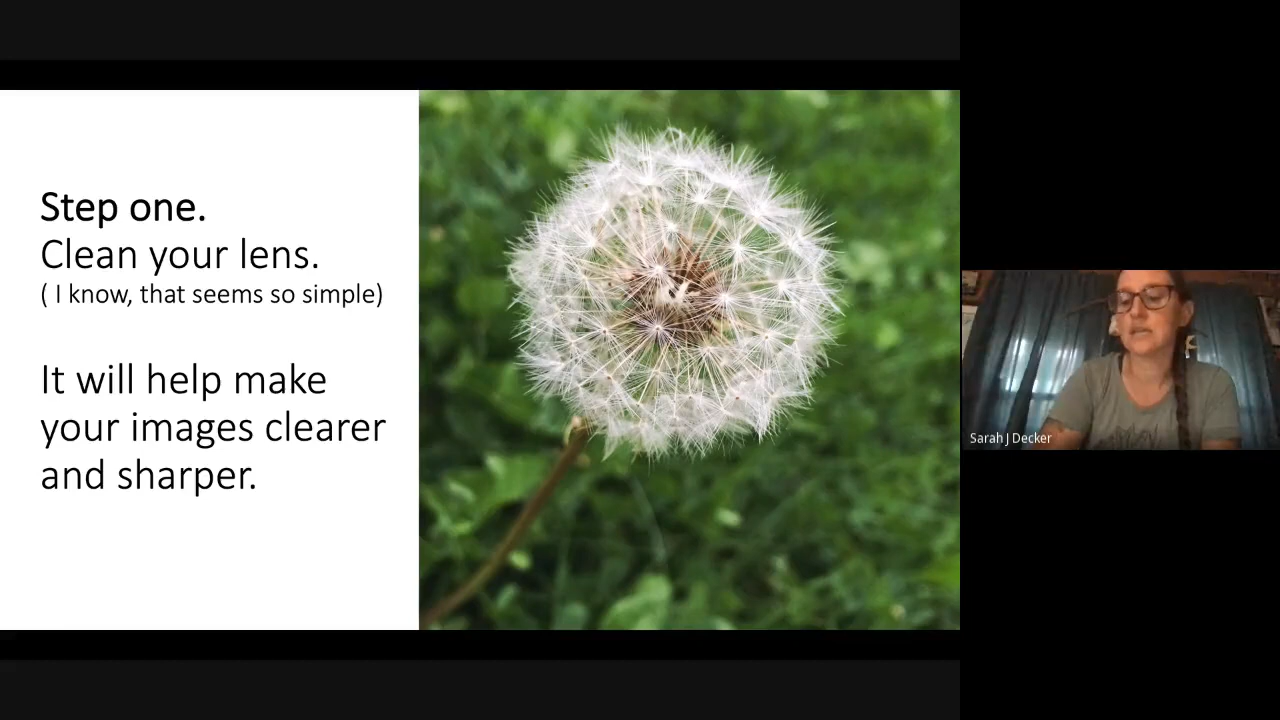 Step one.
Clean your lens.
( I know, that seems so simple)
It will help make
your images clearer
and sharper.
Sarah J Decker